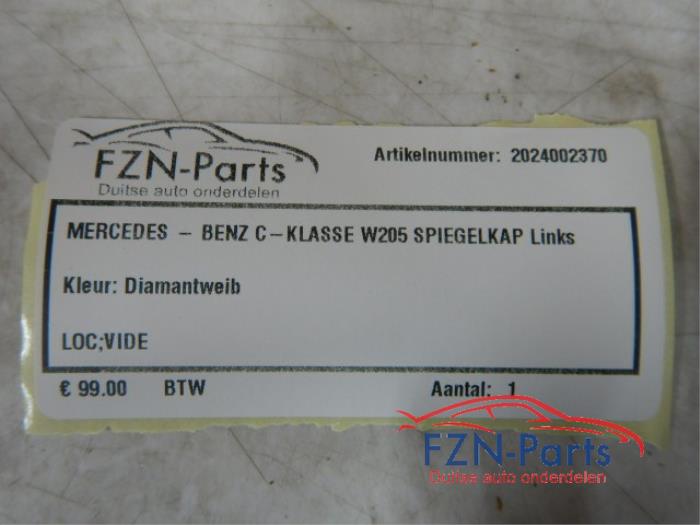 FZN-Parts
Duitse auto onderdelen
Artikelnummer: 2024002370
MERCEDES - BENZ C-KLASSE W205 SPIEGELKAP Links
Kleur: Diamantweib
LOC;VIDE
€ 99.00 BTW Aantal: 1
FZN-Parts
Duitse auto onderdelen